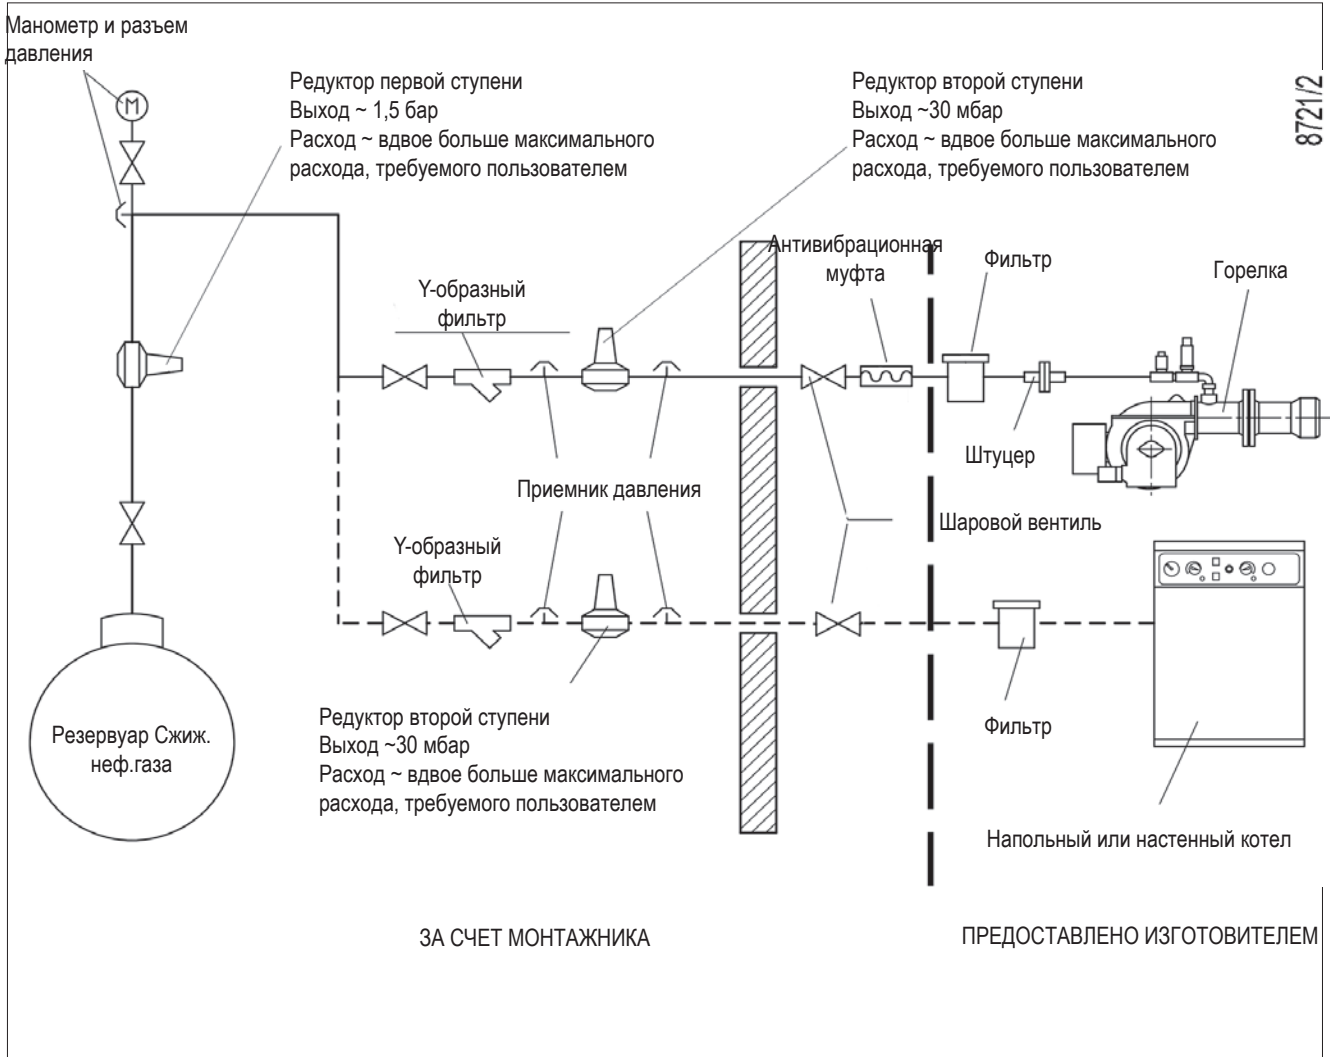 Манометр и разъем
давления
M
Редуктор первой ступени
Выход ~ 1,5 бар
Расход ~ вдвое больше максимального
расхода, требуемого пользователем
Редуктор второй ступени
Выход ~30 мбар
Расход ~ вдвое больше максимального
расхода, требуемого пользователем
8721/2
Y-образный
фильтр
Антивибрационная
муфта
Фильтр
Горелка
Штуцер
Приемник давления
Шаровой вентиль
Y-образный
фильтр
Резервуар Сжиж.
неф.газа
Редуктор второй ступени
Выход ~30 мбар
Расход ~ вдвое больше максимального
расхода, требуемого пользователем
Фильтр
Напольный или настенный котел
ЗА СЧЕТ МОНТАЖНИКА
ПРЕДОСТАВЛЕНО ИЗГОТОВИТЕЛЕМ